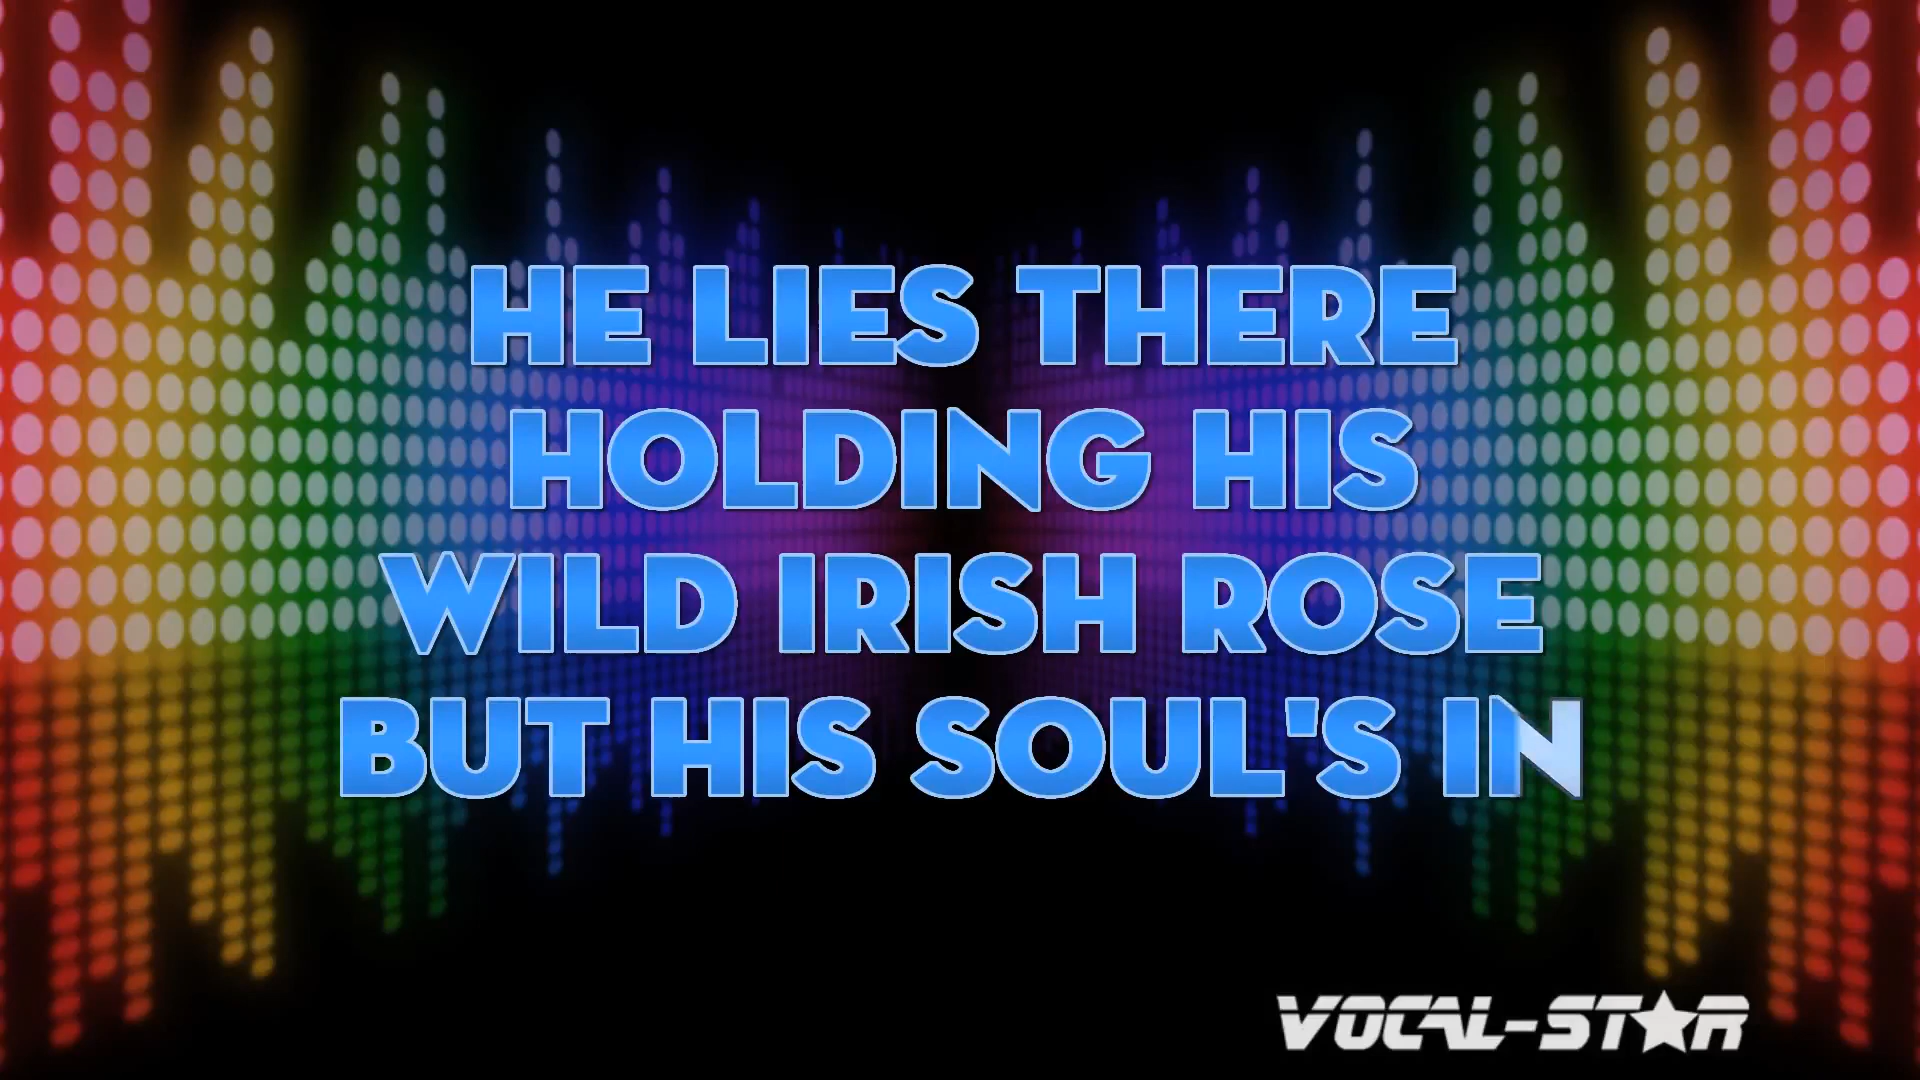 HE LIES THERE
HOLDING HIS
WILD IRISH ROSE
BUT HIS SOUL'S IN
VOCAL-STAR